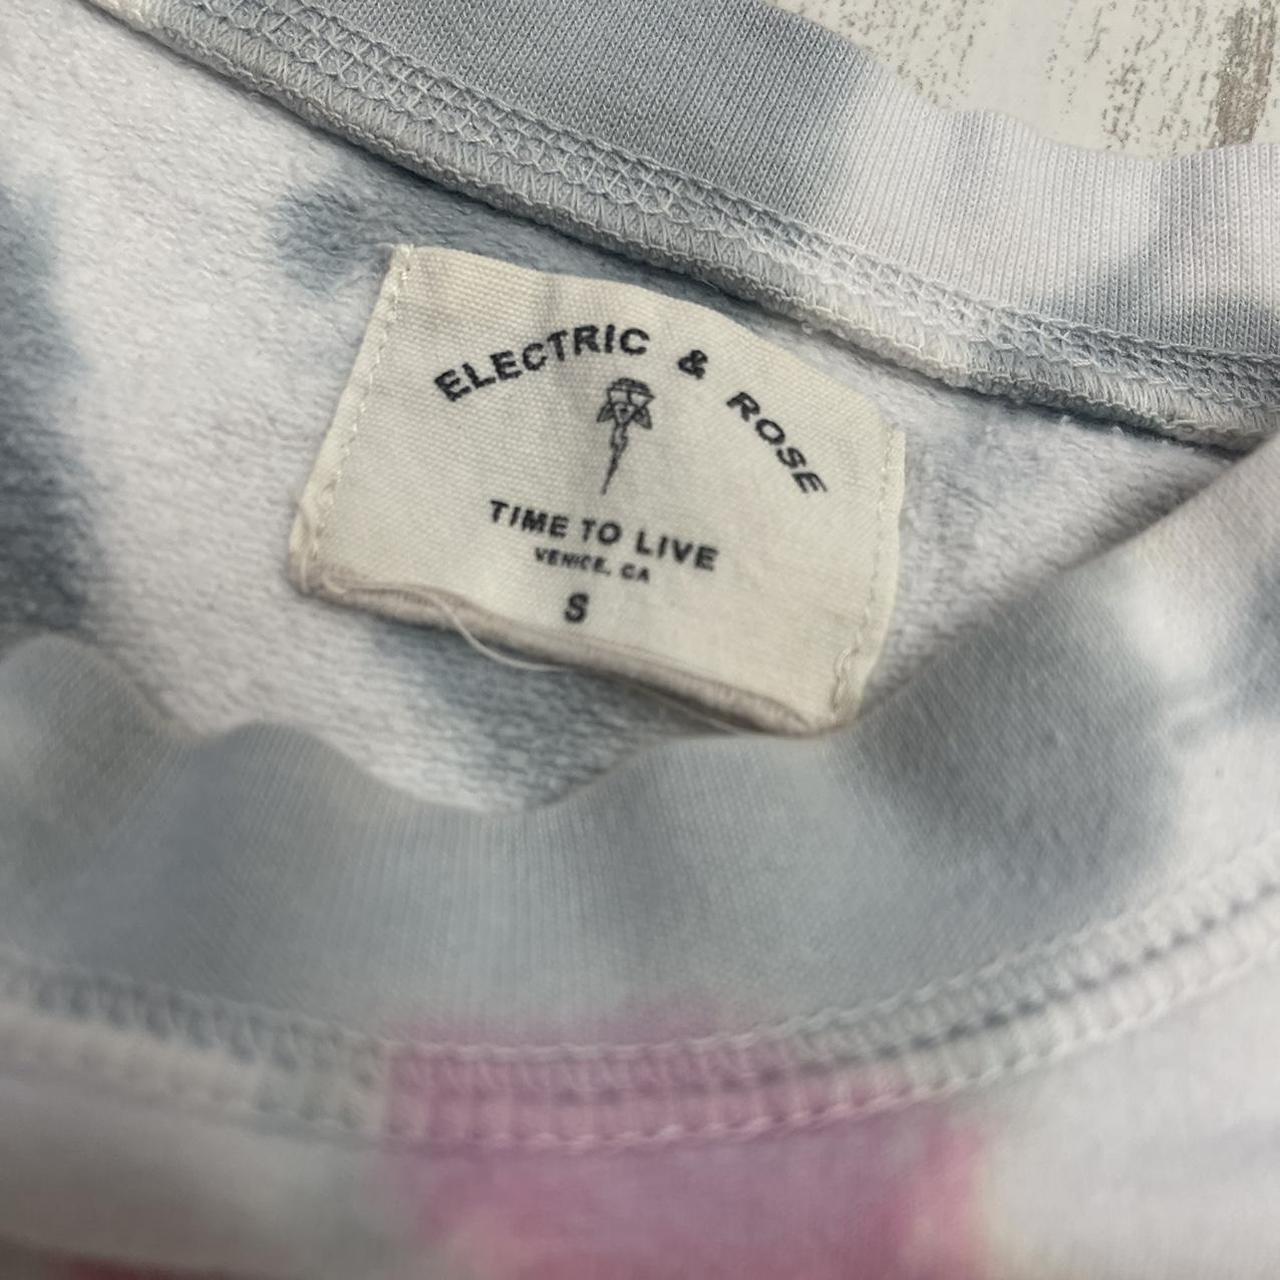 ELECTRIC & ROSE
TIME TO LIVE
VENICE, CA
S